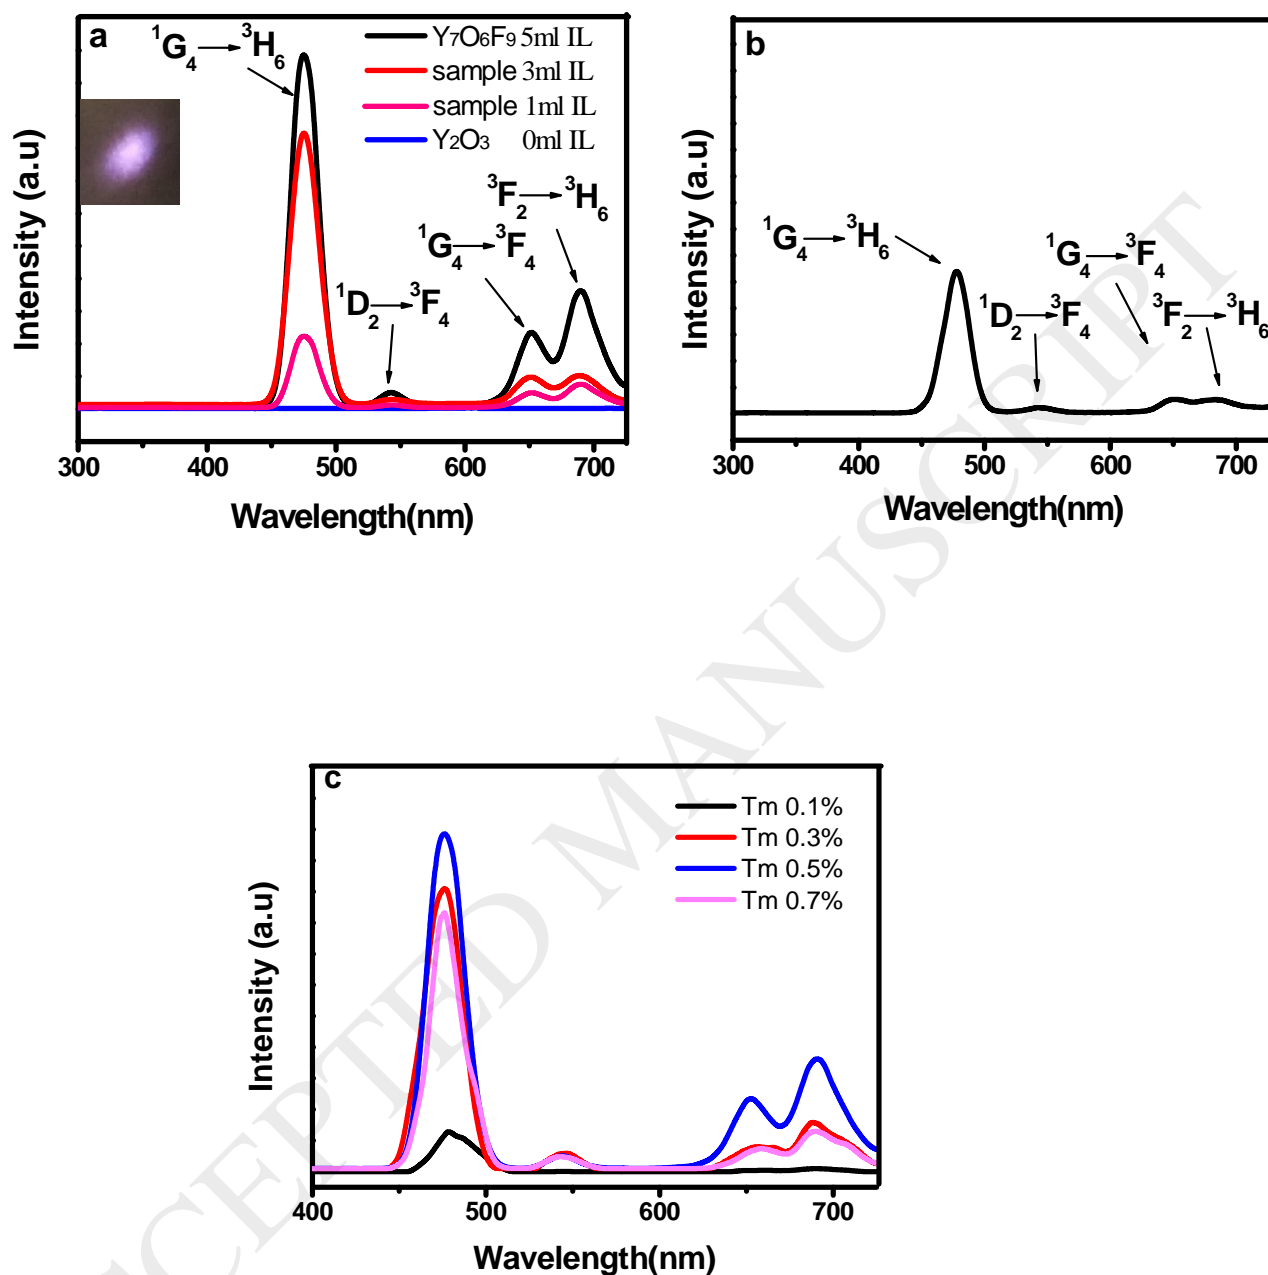 a
¹G₄ → ³H₆
Y₇O₆F₉ 5ml IL
sample 3ml IL
sample 1ml IL
Y₂O₃ 0ml IL
³F₂ → ³H₆
¹G₄ → ³F₄
¹D₂ → ³F₄
Intensity (a.u)
300 400 500 600 700
Wavelength(nm)
b
¹G₄ → ³H₆
¹G₄ → ³F₄
¹D₂ → ³F₄
³F₂ → ³H₆
Intensity (a.u)
300 400 500 600 700
Wavelength(nm)
c
Tm 0.1%
Tm 0.3%
Tm 0.5%
Tm 0.7%
Intensity (a.u)
400 500 600 700
Wavelength(nm)
CCEPTED MANUSCRIPT